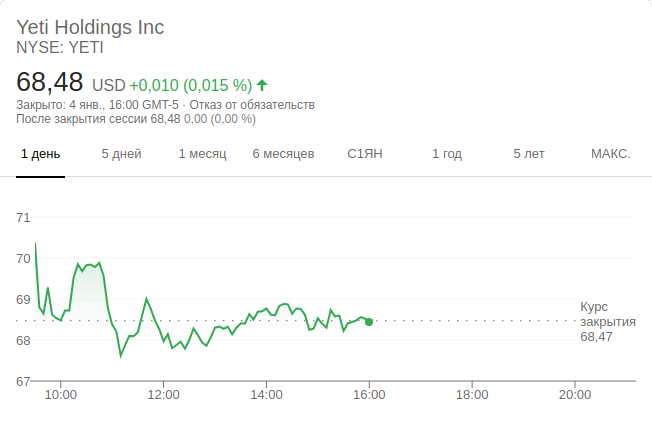 Yeti Holdings Inc
NYSE: YETI
68,48 USD +0,010 (0,015 %)
Закрыто: 4 янв., 16:00 GMT-5 · Отказ от обязательств
После закрытия сессии 68,48 0,00 (0,00 %)
1 день 5 дней 1 месяц 6 месяцев С1ЯН 1 год 5 лет МАКС.
71
70
69
68
67
Курс
закрытия
68,47
10:00 12:00 14:00 16:00 18:00 20:00